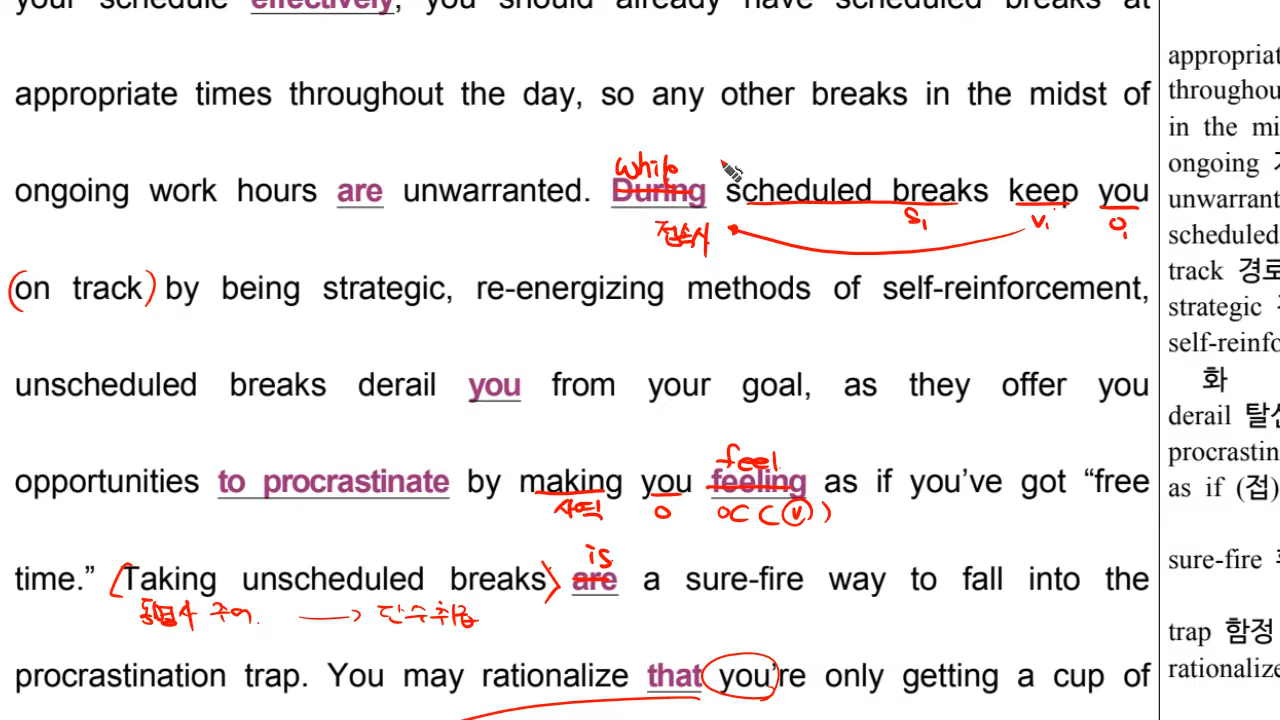 your schedule effectively, you should already have scheduled breaks at
appropriate times throughout the day, so any other breaks in the midst of
while
ongoing work hours are unwarranted. During scheduled breaks keep you
접속사 S₁ V₁ O₁
(on track) by being strategic, re-energizing methods of self-reinforcement,
unscheduled breaks derail you from your goal, as they offer you
feel
opportunities to procrastinate by making you feeling as if you’ve got “free
사역 O OC (v)
is
time.” [Taking unscheduled breaks] are a sure-fire way to fall into the
동명사 주어 → 단수취급
procrastination trap. You may rationalize that you’re only getting a cup of
appropriate
throughou
in the mi
ongoing
unwarrant
scheduled
track 경로
strategic
self-reinfo
화
derail 탈선
procrastin
as if (접)
sure-fire
trap 함정
rationalize